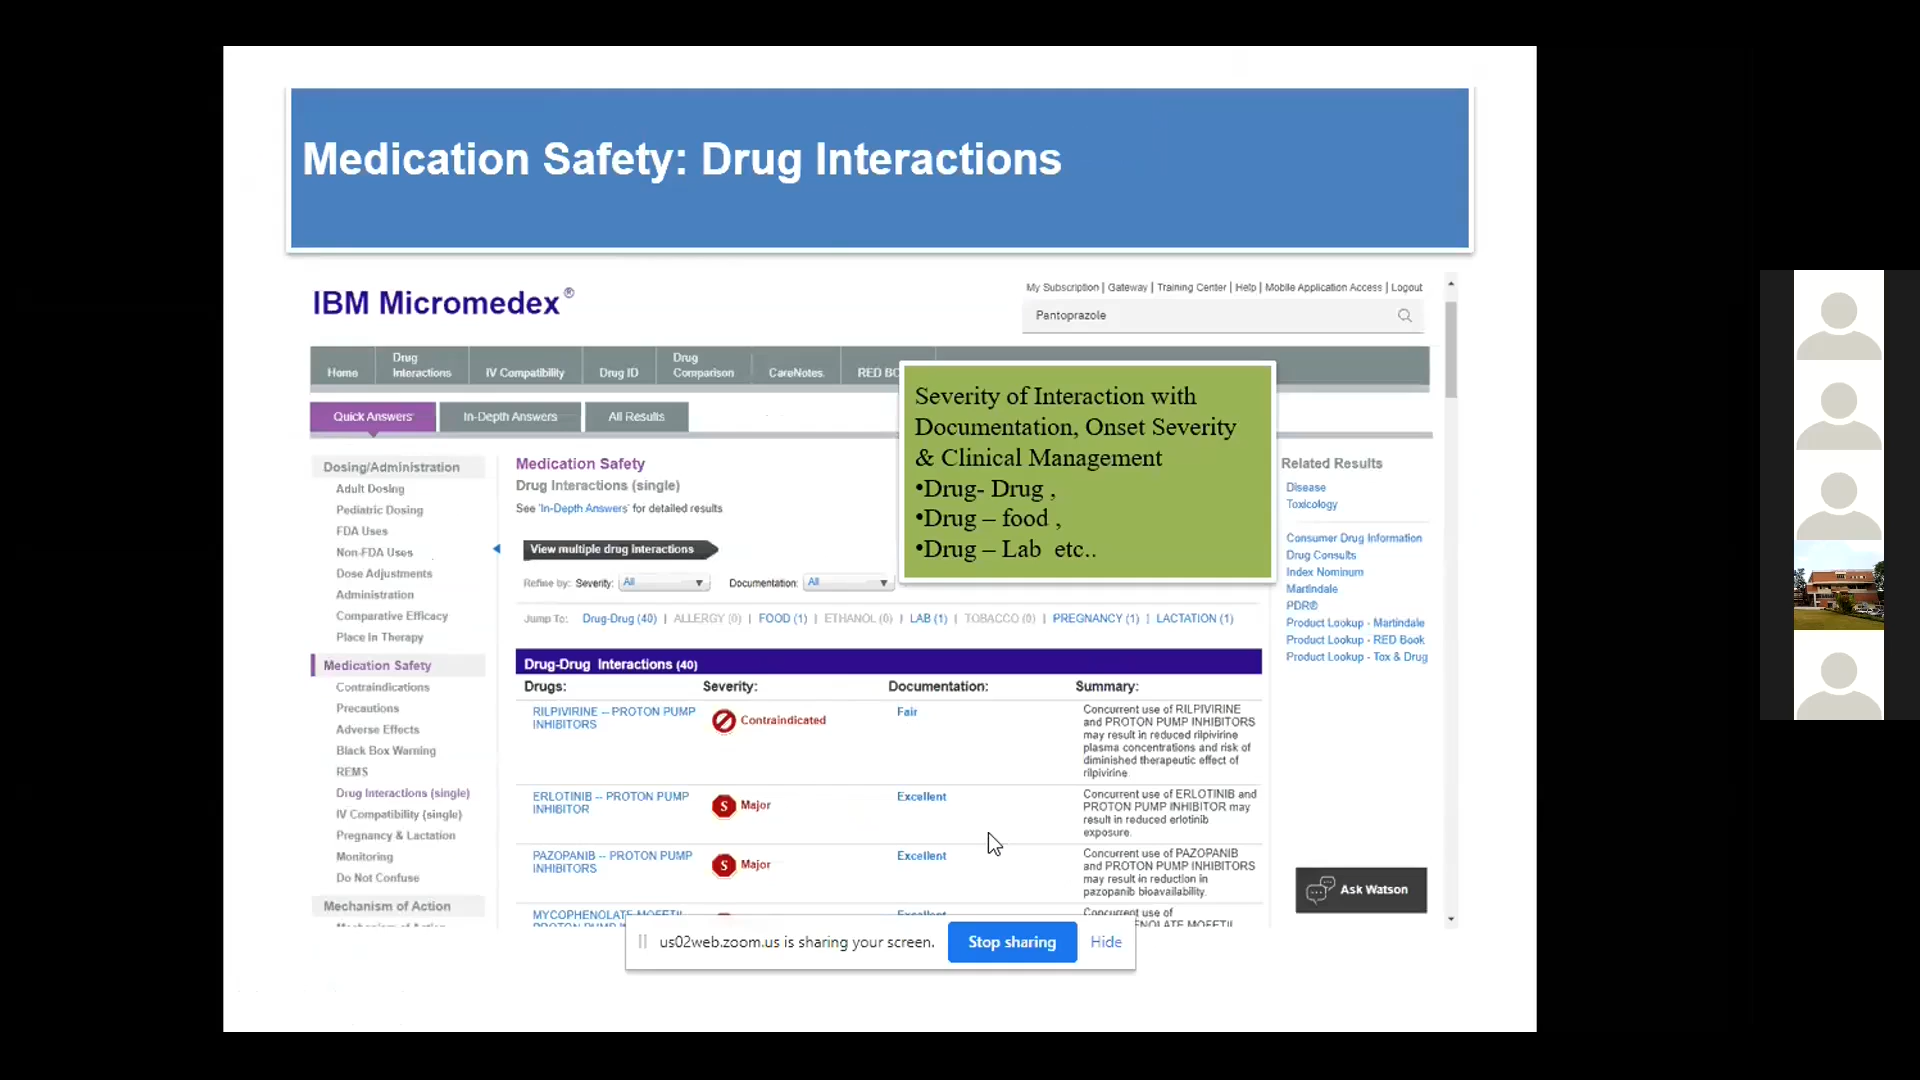 Medication Safety: Drug Interactions
IBM Micromedex®
My Subscription | Gateway | Training Center | Help | Mobile Application Access | Logout
Pantoprazole
Home
Drug Interactions
IV Compatibility
Drug ID
Drug Comparison
CareNotes
RED BO
Quick Answers
In-Depth Answers
All Results
Severity of Interaction with
Documentation, Onset Severity
& Clinical Management
•Drug- Drug ,
•Drug – food ,
•Drug – Lab etc..
Dosing/Administration
Adult Dosing
Pediatric Dosing
FDA Uses
Non-FDA Uses
Dose Adjustments
Administration
Comparative Efficacy
Place In Therapy
Medication Safety
Contraindications
Precautions
Adverse Effects
Black Box Warning
REMS
Drug Interactions (single)
IV Compatibility (single)
Pregnancy & Lactation
Monitoring
Do Not Confuse
Mechanism of Action
Medication Safety
Drug Interactions (single)
See 'In-Depth Answers' for detailed results
View multiple drug interactions
Refine by: Severity: All Documentation: All
Jump To: Drug-Drug (40) | ALLERGY (0) | FOOD (1) | ETHANOL (0) | LAB (1) | TOBACCO (0) | PREGNANCY (1) | LACTATION (1)
Drug-Drug Interactions (40)
Drugs: Severity: Documentation: Summary:
RILPIVIRINE -- PROTON PUMP
INHIBITORS
Contraindicated
Fair
Concurrent use of RILPIVIRINE
and PROTON PUMP INHIBITORS
may result in reduced rilpivirine
plasma concentrations and risk of
diminished therapeutic effect of
rilpivirine.
ERLOTINIB -- PROTON PUMP
INHIBITOR
S Major
Excellent
Concurrent use of ERLOTINIB and
PROTON PUMP INHIBITOR may
result in reduced erlotinib
exposure.
PAZOPANIB -- PROTON PUMP
INHIBITORS
S Major
Excellent
Concurrent use of PAZOPANIB
and PROTON PUMP INHIBITORS
may result in reduction in
pazopanib bioavailability.
MYCOPHENOLATE MOFETIL
Excellent
Concurrent use of
Related Results
Disease
Toxicology
Consumer Drug Information
Drug Consults
Index Nominum
Martindale
PDR®
Product Lookup - Martindale
Product Lookup - RED Book
Product Lookup - Tox & Drug
Ask Watson
us02web.zoom.us is sharing your screen.
Stop sharing
Hide